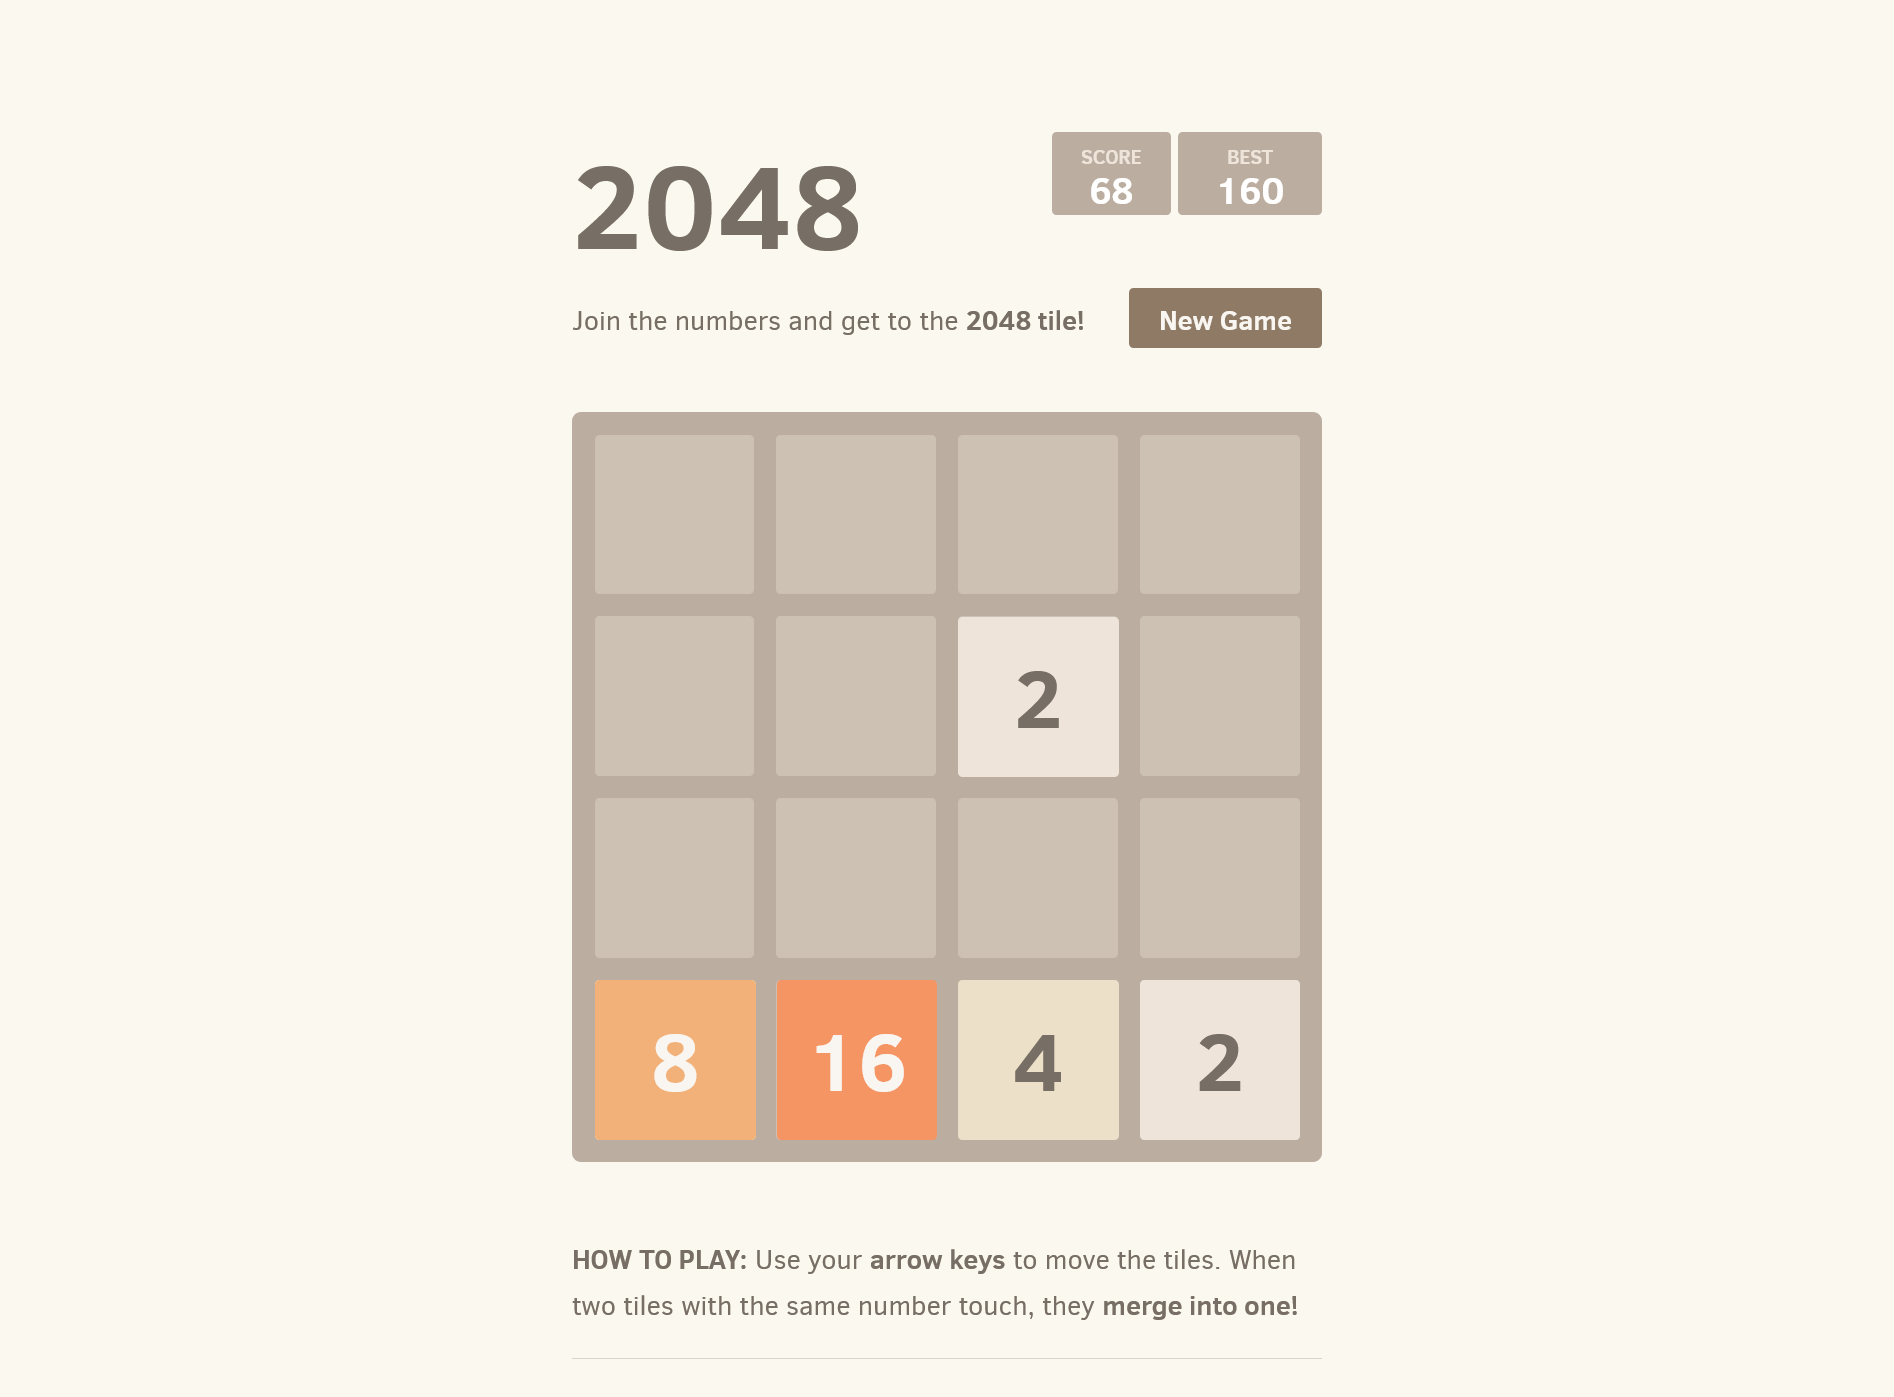 2048
SCORE
68
BEST
160
Join the numbers and get to the 2048 tile!
New Game
2
8 16 4 2
HOW TO PLAY: Use your arrow keys to move the tiles. When
two tiles with the same number touch, they merge into one!